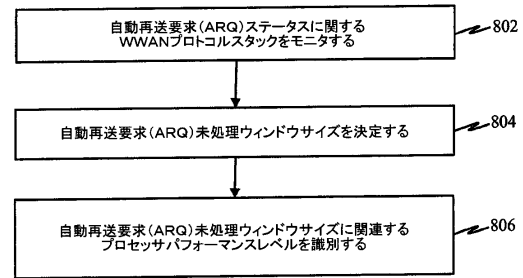 自動再送要求(ARQ)ステータスに関する
WWANプロトコルスタックをモニタする
802
自動再送要求(ARQ)未処理ウィンドウサイズを決定する
804
自動再送要求(ARQ)未処理ウィンドウサイズに関連する
プロセッサパフォーマンスレベルを識別する
806